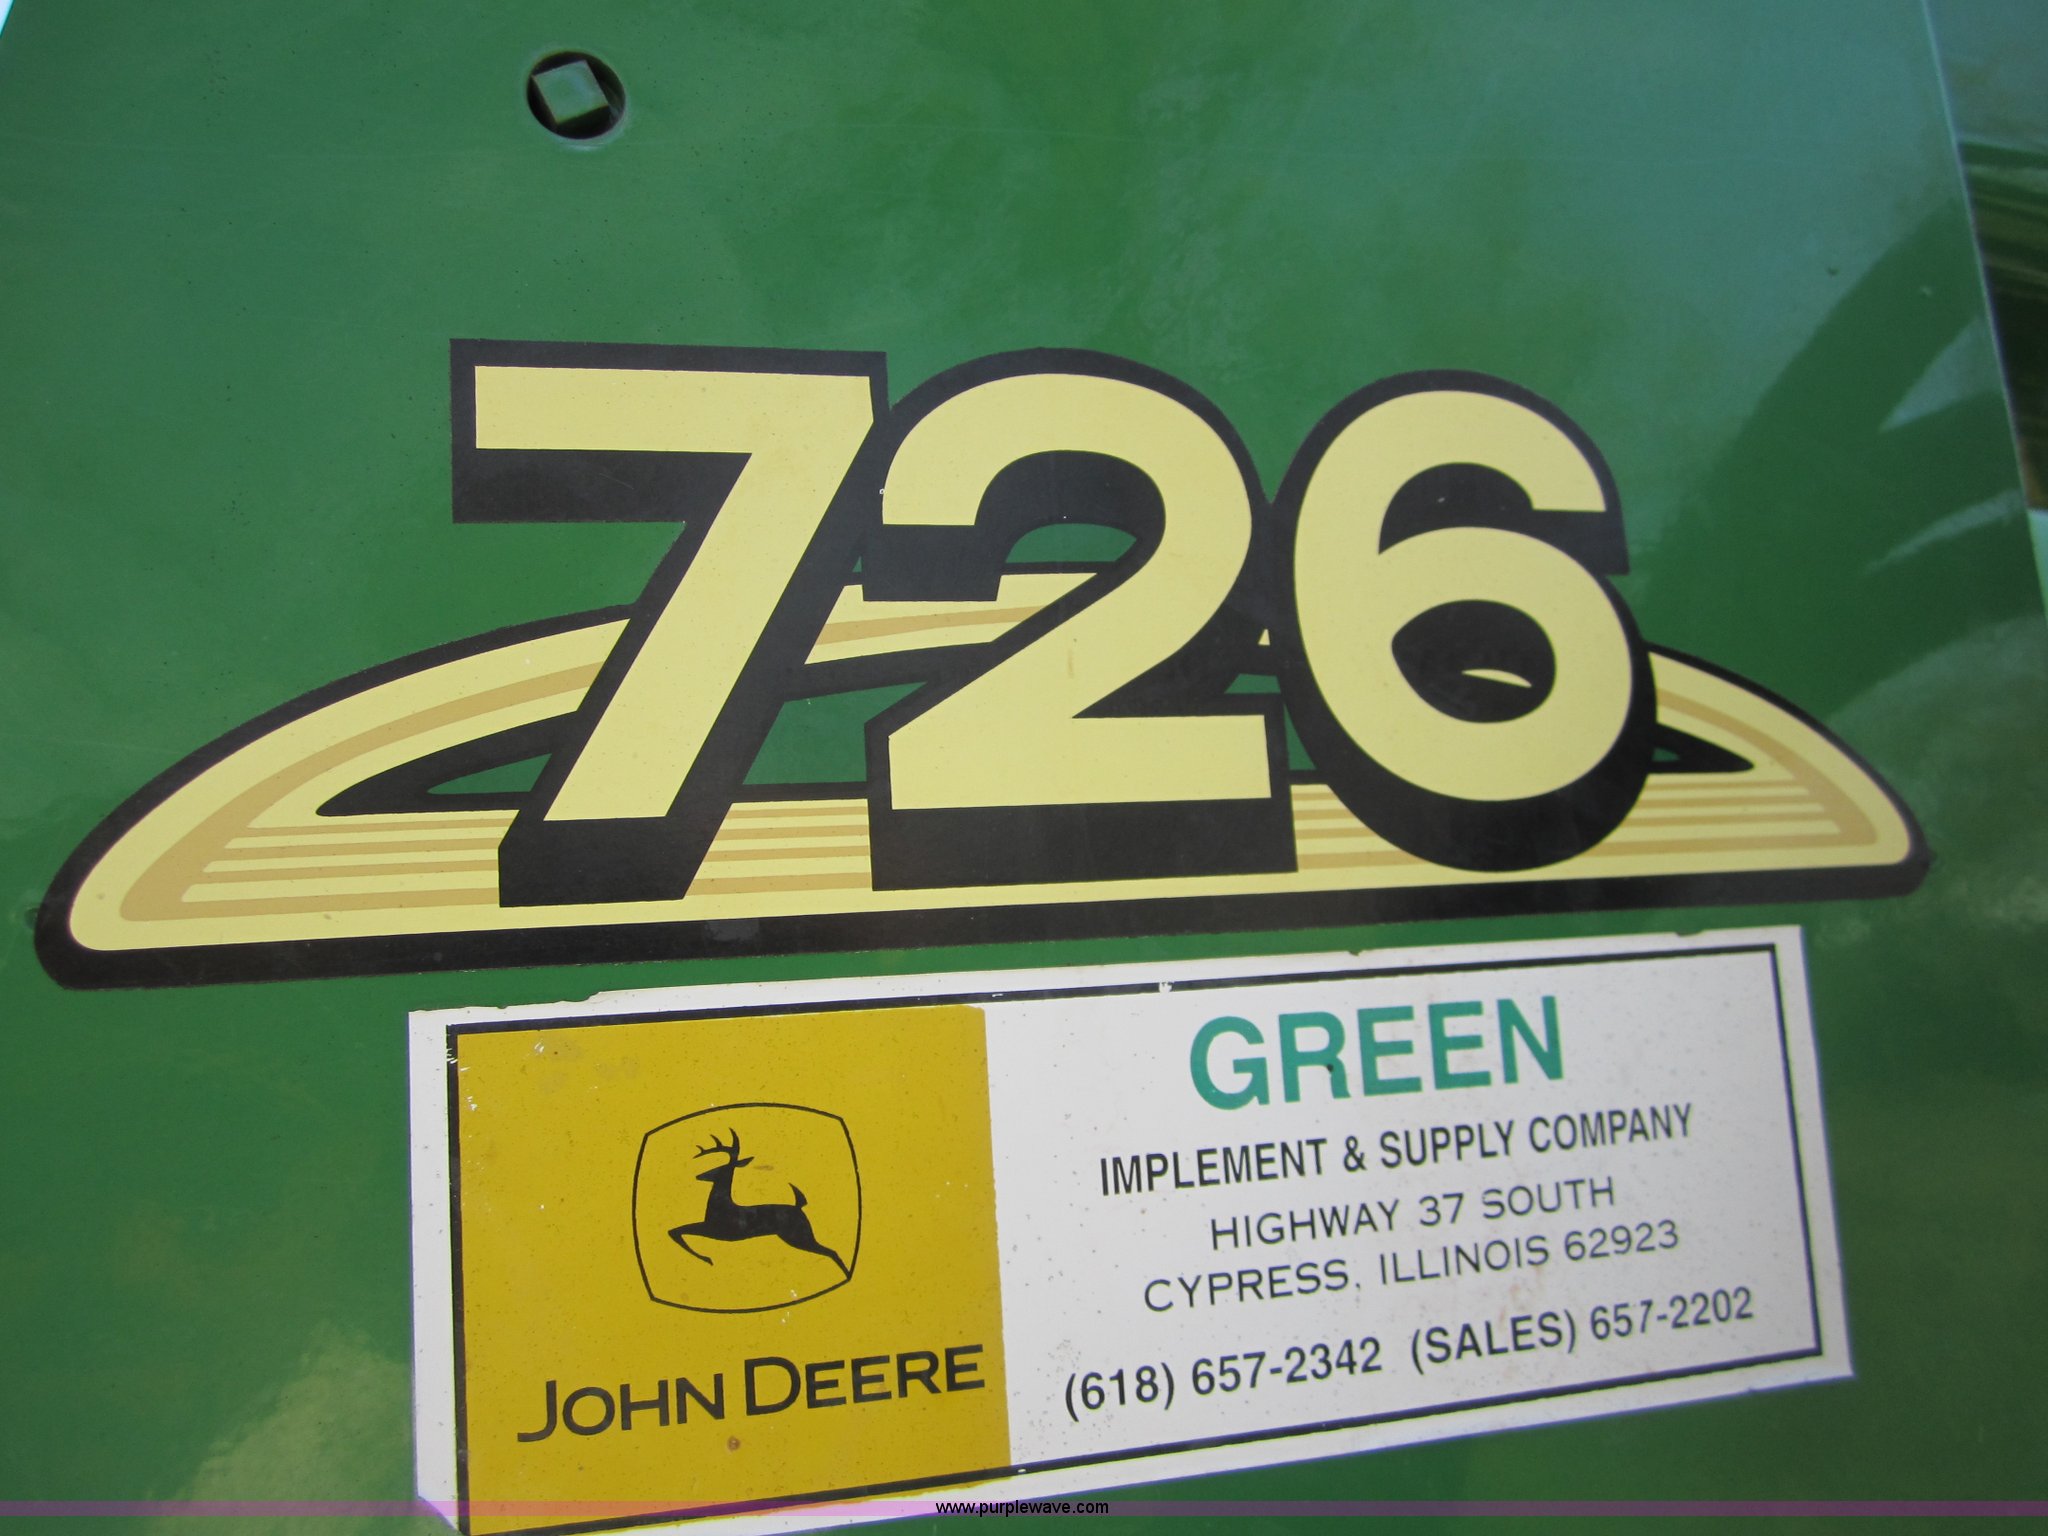 726
GREEN
IMPLEMENT & SUPPLY COMPANY
HIGHWAY 37 SOUTH
CYPRESS, ILLINOIS 62923
(618) 657-2342 (SALES) 657-2202
JOHN DEERE
www.purplewave.com